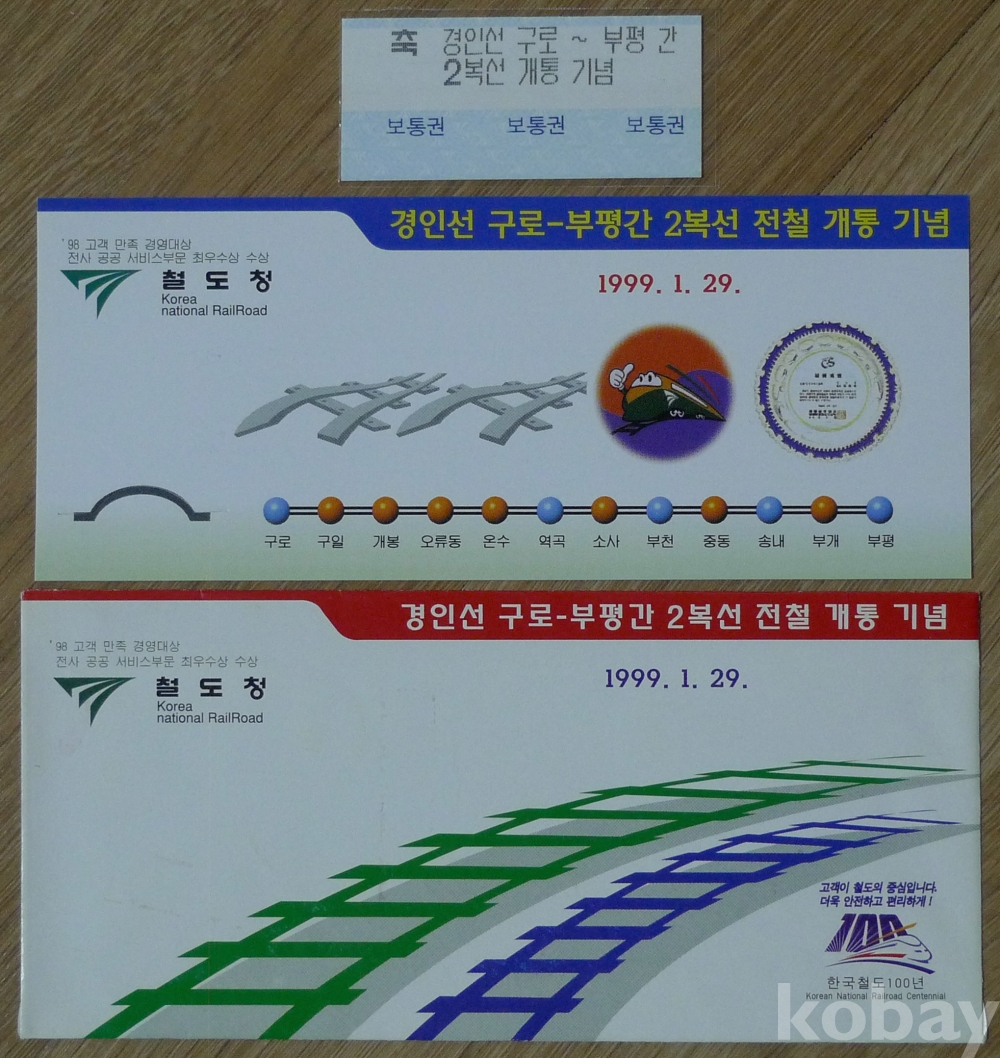 축 경인선 구로 ~ 부평 간
2복선 개통 기념
보통권 보통권 보통권
경인선 구로-부평간 2복선 전철 개통 기념
'98 고객 만족 경영대상
전사 공공 서비스부문 최우수상 수상
철도청
Korea
national RailRoad
1999. 1. 29.
구로 구일 개봉 오류동 온수 역곡 소사 부천 중동 송내 부개 부평
경인선 구로-부평간 2복선 전철 개통 기념
'98 고객 만족 경영대상
전사 공공 서비스부문 최우수상 수상
철도청
Korea
national RailRoad
1999. 1. 29.
고객이 철도의 중심입니다.
더욱 안전하고 편리하게!
100
한국철도100년
Korean National Railroad Centennial
kobay